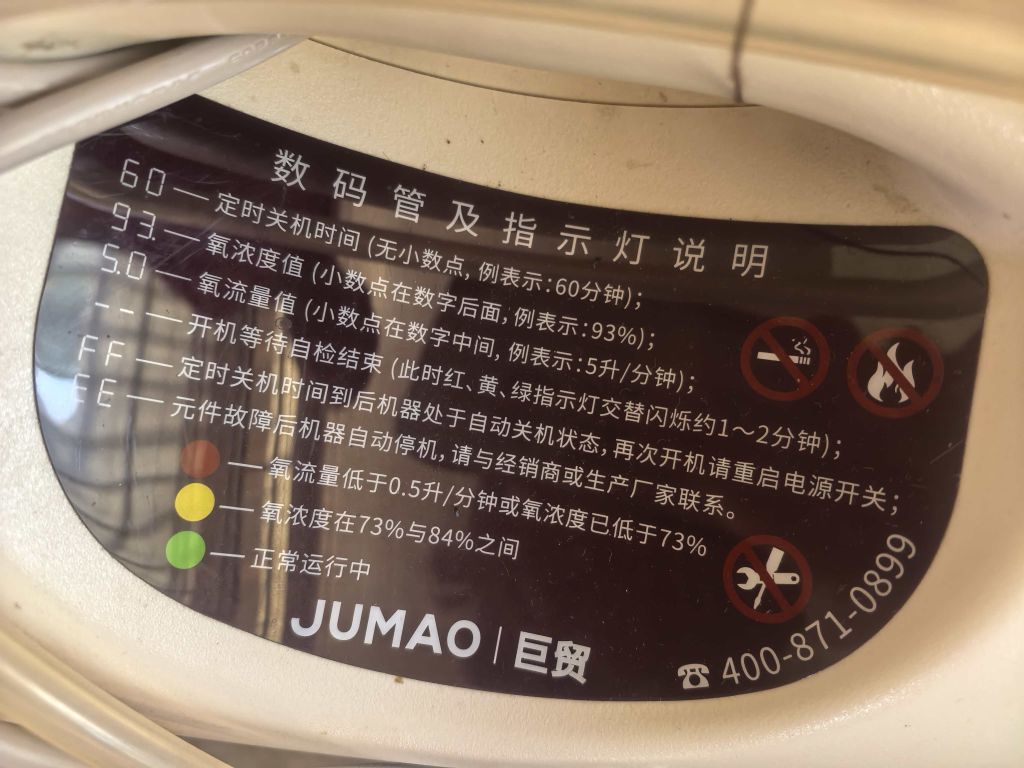 数码管及指示灯说明
60 — 定时关机时间 (无小数点, 例表示:60分钟);
93. — 氧浓度值 (小数点在数字后面, 例表示:93%);
5.0 — 氧流量值 (小数点在数字中间, 例表示:5升/分钟);
-- — 开机等待自检结束 (此时红、黄、绿指示灯交替闪烁约1～2分钟);
FF — 定时关机时间到后机器处于自动关机状态, 再次开机请重启电源开关;
EE — 元件故障后机器自动停机, 请与经销商或生产厂家联系。
— 氧流量低于0.5升/分钟或氧浓度已低于73%
— 氧浓度在73%与84%之间
— 正常运行中
JUMAO | 巨贸
☎ 400-871-0899